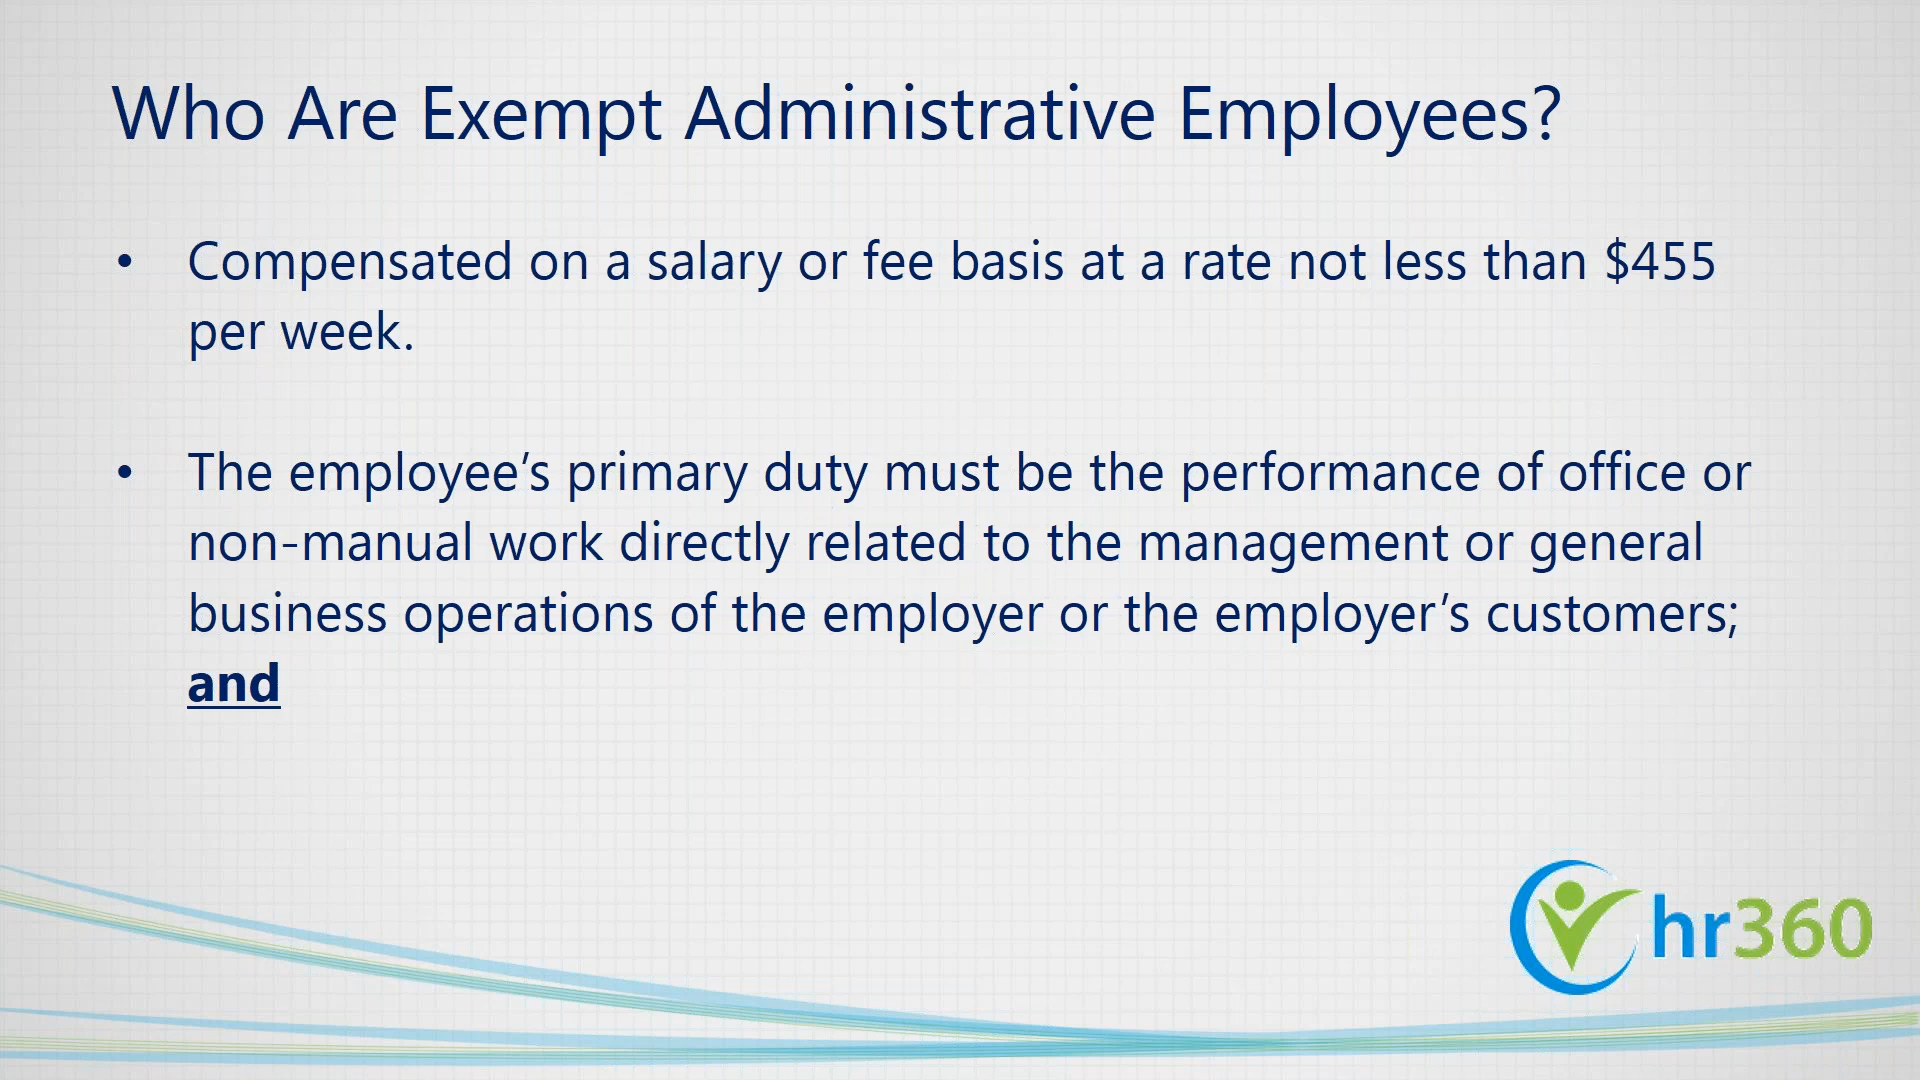 Who Are Exempt Administrative Employees?
• Compensated on a salary or fee basis at a rate not less than $455
per week.
• The employee’s primary duty must be the performance of office or
non-manual work directly related to the management or general
business operations of the employer or the employer’s customers;
and
hr360